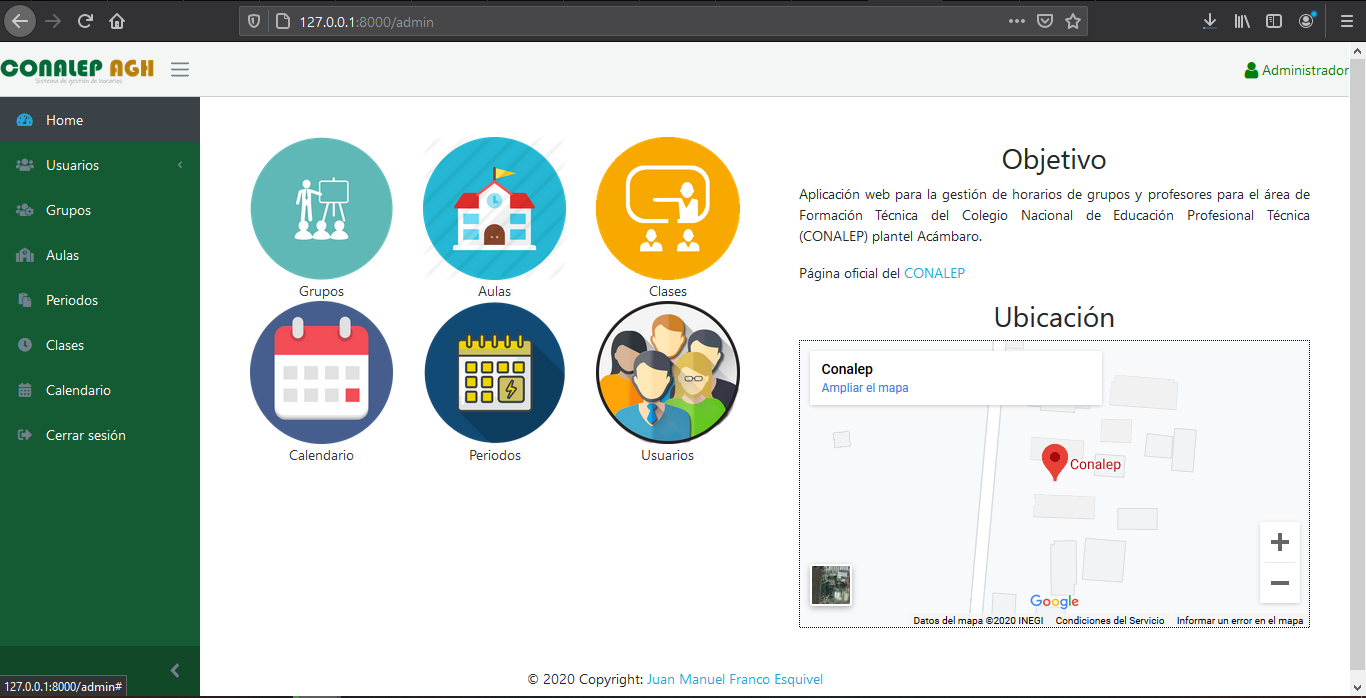 127.0.0.1:8000/admin
CONALEP AGH
Sistema de gestión de horarios
Administrador
Home
Usuarios
Grupos
Aulas
Periodos
Clases
Calendario
Cerrar sesión
Grupos
Aulas
Clases
Calendario
Periodos
Usuarios
Objetivo
Aplicación web para la gestión de horarios de grupos y profesores para el área de
Formación Técnica del Colegio Nacional de Educación Profesional Técnica
(CONALEP) plantel Acámbaro.
Página oficial del CONALEP
Ubicación
Conalep
Ampliar el mapa
Conalep
Google
Datos del mapa ©2020 INEGI Condiciones del Servicio Informar un error en el mapa
© 2020 Copyright: Juan Manuel Franco Esquivel
127.0.0.1:8000/admin#